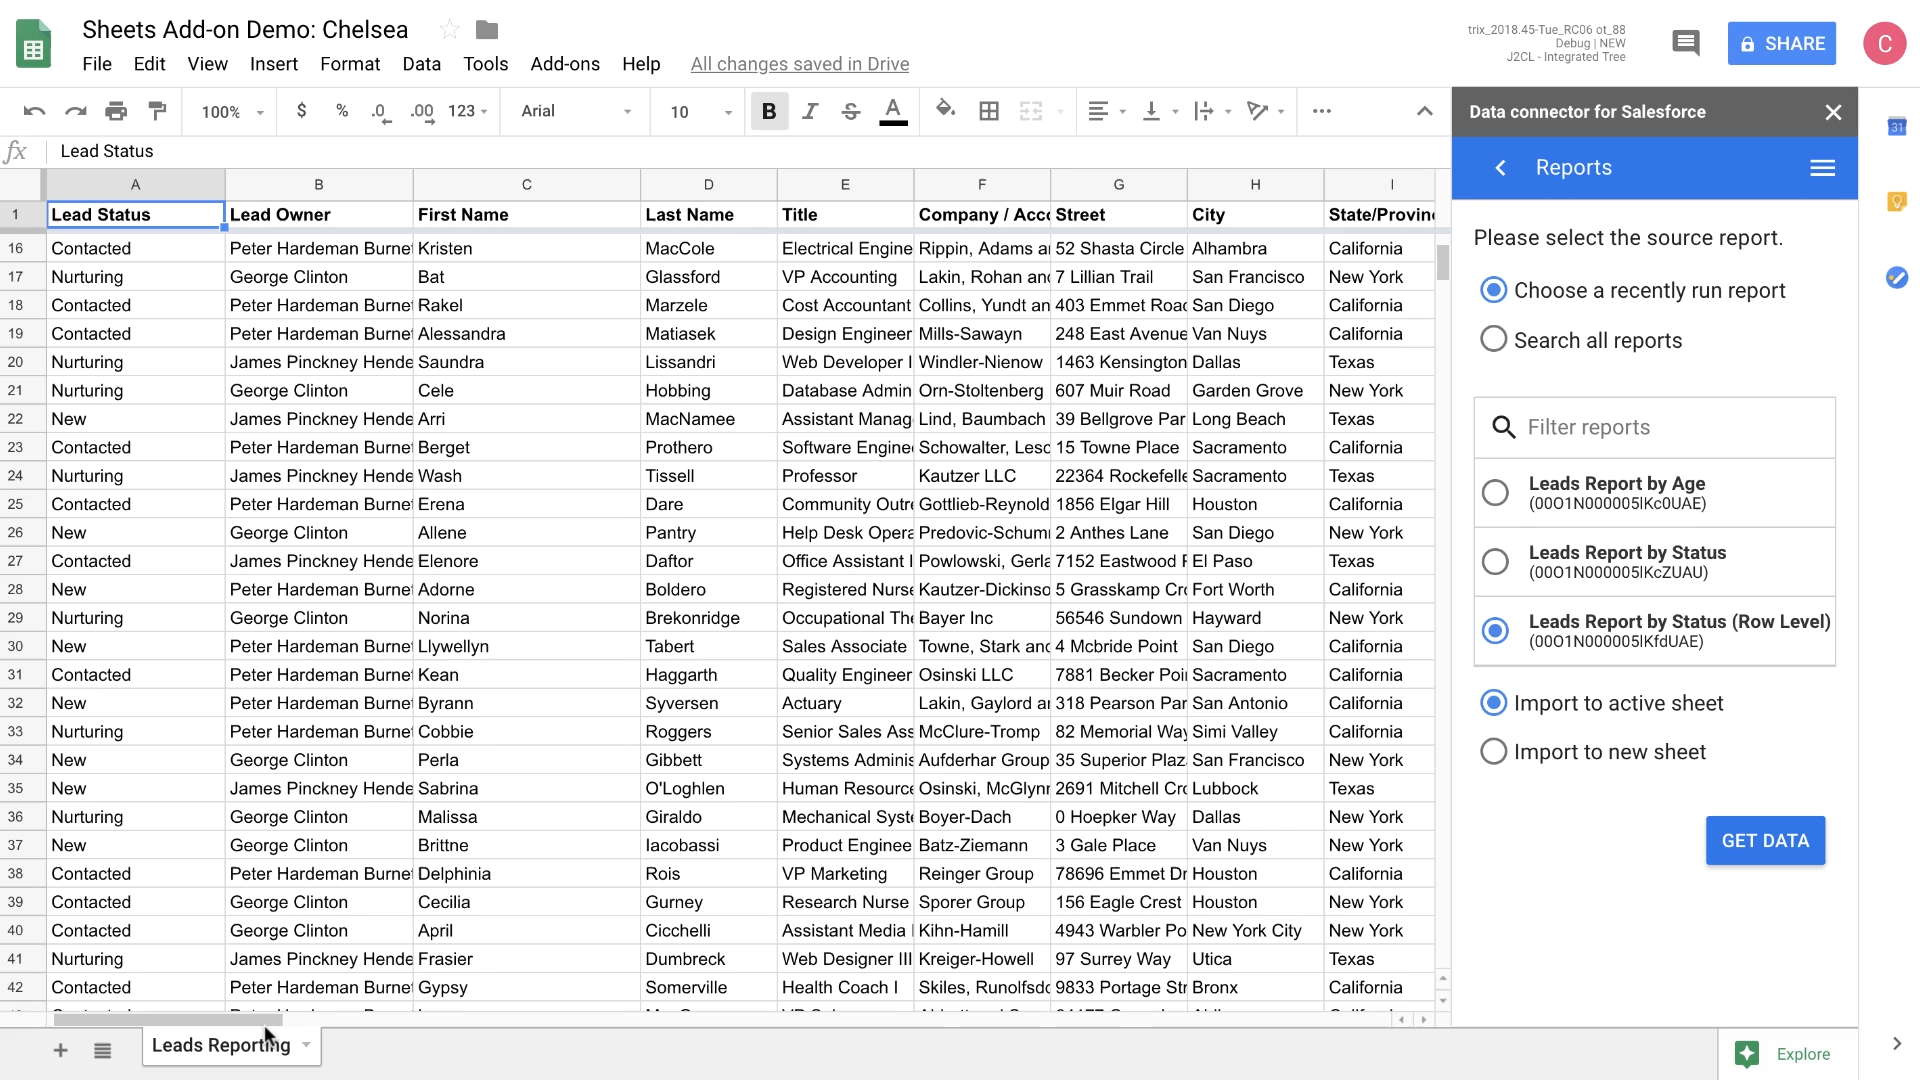 Sheets Add-on Demo: Chelsea
trix_2018.45-Tue_RC06 ot_88
Debug | NEW
J2CL - Integrated Tree
SHARE
C
File Edit View Insert Format Data Tools Add-ons Help All changes saved in Drive
100% $ % .0 .00 123 Arial 10 B I S A
fx Lead Status
A B C D E F G H I
1 Lead Status Lead Owner First Name Last Name Title Company / Acc Street City State/Provin
16 Contacted Peter Hardeman Burne Kristen MacCole Electrical Engine Rippin, Adams a 52 Shasta Circle Alhambra California
17 Nurturing George Clinton Bat Glassford VP Accounting Lakin, Rohan an 7 Lillian Trail San Francisco New York
18 Contacted Peter Hardeman Burne Rakel Marzele Cost Accountant Collins, Yundt an 403 Emmet Road San Diego California
19 Contacted Peter Hardeman Burne Alessandra Matiasek Design Engineer Mills-Sawayn 248 East Avenue Van Nuys California
20 Nurturing James Pinckney Hende Saundra Lissandri Web Developer I Windler-Nienow 1463 Kensington Dallas Texas
21 Nurturing George Clinton Cele Hobbing Database Admin Orn-Stoltenberg 607 Muir Road Garden Grove New York
22 New James Pinckney Hende Arri MacNamee Assistant Manag Lind, Baumbach 39 Bellgrove Par Long Beach Texas
23 Contacted Peter Hardeman Burne Berget Prothero Software Engine Schowalter, Lesc 15 Towne Place Sacramento California
24 Nurturing James Pinckney Hende Wash Tissell Professor Kautzer LLC 22364 Rockefelle Sacramento Texas
25 Contacted Peter Hardeman Burne Erena Dare Community Outr Gottlieb-Reynold 1856 Elgar Hill Houston California
26 New George Clinton Allene Pantry Help Desk Opera Predovic-Schum 2 Anthes Lane San Diego New York
27 Contacted James Pinckney Hende Elenore Daftor Office Assistant I Powlowski, Gerla 7152 Eastwood El Paso Texas
28 New Peter Hardeman Burne Adorne Boldero Registered Nurse Kautzer-Dickinso 5 Grasskamp Cr Fort Worth California
29 Nurturing George Clinton Norina Brekonridge Occupational The Bayer Inc 56546 Sundown Hayward New York
30 New Peter Hardeman Burne Llywellyn Tabert Sales Associate Towne, Stark and 4 Mcbride Point San Diego California
31 Contacted Peter Hardeman Burne Kean Haggarth Quality Engineer Osinski LLC 7881 Becker Poi Sacramento California
32 New Peter Hardeman Burne Byrann Syversen Actuary Lakin, Gaylord a 318 Pearson Par San Antonio California
33 Nurturing Peter Hardeman Burne Cobbie Roggers Senior Sales Ass McClure-Tromp 82 Memorial Way Simi Valley California
34 New George Clinton Perla Gibbett Systems Adminis Aufderhar Group 35 Superior Plaz San Francisco New York
35 New James Pinckney Hende Sabrina O'Loghlen Human Resource Osinski, McGlynn 2691 Mitchell Cr Lubbock Texas
36 Nurturing George Clinton Malissa Giraldo Mechanical Syst Boyer-Dach 0 Hoepker Way Dallas New York
37 New George Clinton Brittne Iacobassi Product Enginee Batz-Ziemann 3 Gale Place Van Nuys New York
38 Contacted Peter Hardeman Burne Delphinia Rois VP Marketing Reinger Group 78696 Emmet Dr Houston California
39 Contacted George Clinton Cecilia Gurney Research Nurse Sporer Group 156 Eagle Crest Houston New York
40 Contacted George Clinton April Cicchelli Assistant Media Kihn-Hamill 4943 Warbler Po New York City New York
41 Nurturing James Pinckney Hende Frasier Dumbreck Web Designer III Kreiger-Howell 97 Surrey Way Utica Texas
42 Contacted Peter Hardeman Burne Gypsy Somerville Health Coach I Skiles, Runolfsdo 9833 Portage Str Bronx California
Leads Reporting
Data connector for Salesforce
Reports
Please select the source report.
Choose a recently run report
Search all reports
Filter reports
Leads Report by Age
(00O1N000005lKc0UAE)
Leads Report by Status
(00O1N000005lKcZUAU)
Leads Report by Status (Row Level)
(00O1N000005lKfdUAE)
Import to active sheet
Import to new sheet
GET DATA
31
Explore